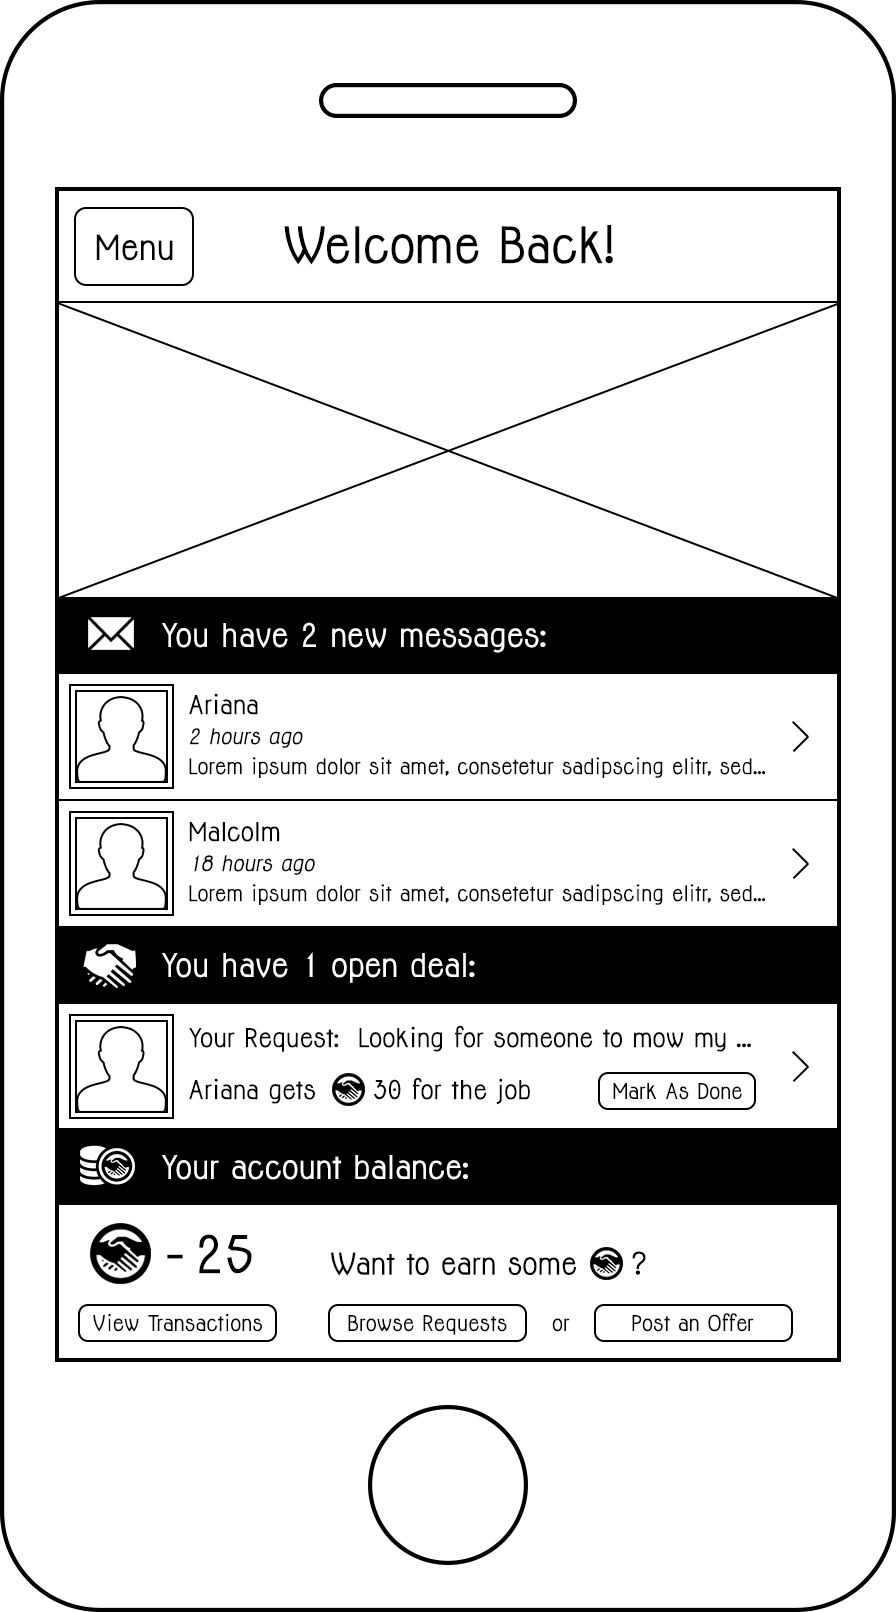 Menu
Welcome Back!
You have 2 new messages:
Ariana
2 hours ago
Lorem ipsum dolor sit amet, consetetur sadipscing elitr, sed...
Malcolm
18 hours ago
Lorem ipsum dolor sit amet, consetetur sadipscing elitr, sed...
You have 1 open deal:
Your Request: Looking for someone to mow my ...
Ariana gets 30 for the job
Mark As Done
Your account balance:
- 25
Want to earn some ?
View Transactions
Browse Requests or Post an Offer